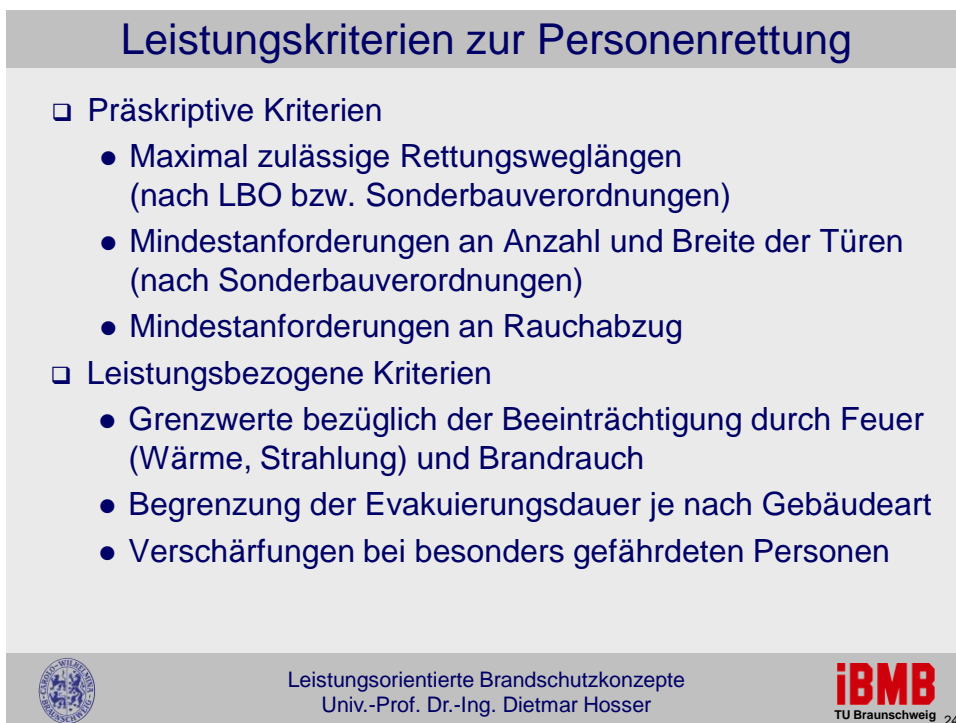 Leistungskriterien zur Personenrettung
❑ Präskriptive Kriterien
● Maximal zulässige Rettungsweglängen
(nach LBO bzw. Sonderbauverordnungen)
● Mindestanforderungen an Anzahl und Breite der Türen
(nach Sonderbauverordnungen)
● Mindestanforderungen an Rauchabzug
❑ Leistungsbezogene Kriterien
● Grenzwerte bezüglich der Beeinträchtigung durch Feuer
(Wärme, Strahlung) und Brandrauch
● Begrenzung der Evakuierungsdauer je nach Gebäudeart
● Verschärfungen bei besonders gefährdeten Personen
CAROLO-WILHELMINA
BRAUNSCHWEIG
Leistungsorientierte Brandschutzkonzepte
Univ.-Prof. Dr.-Ing. Dietmar Hosser
iBMB
TU Braunschweig